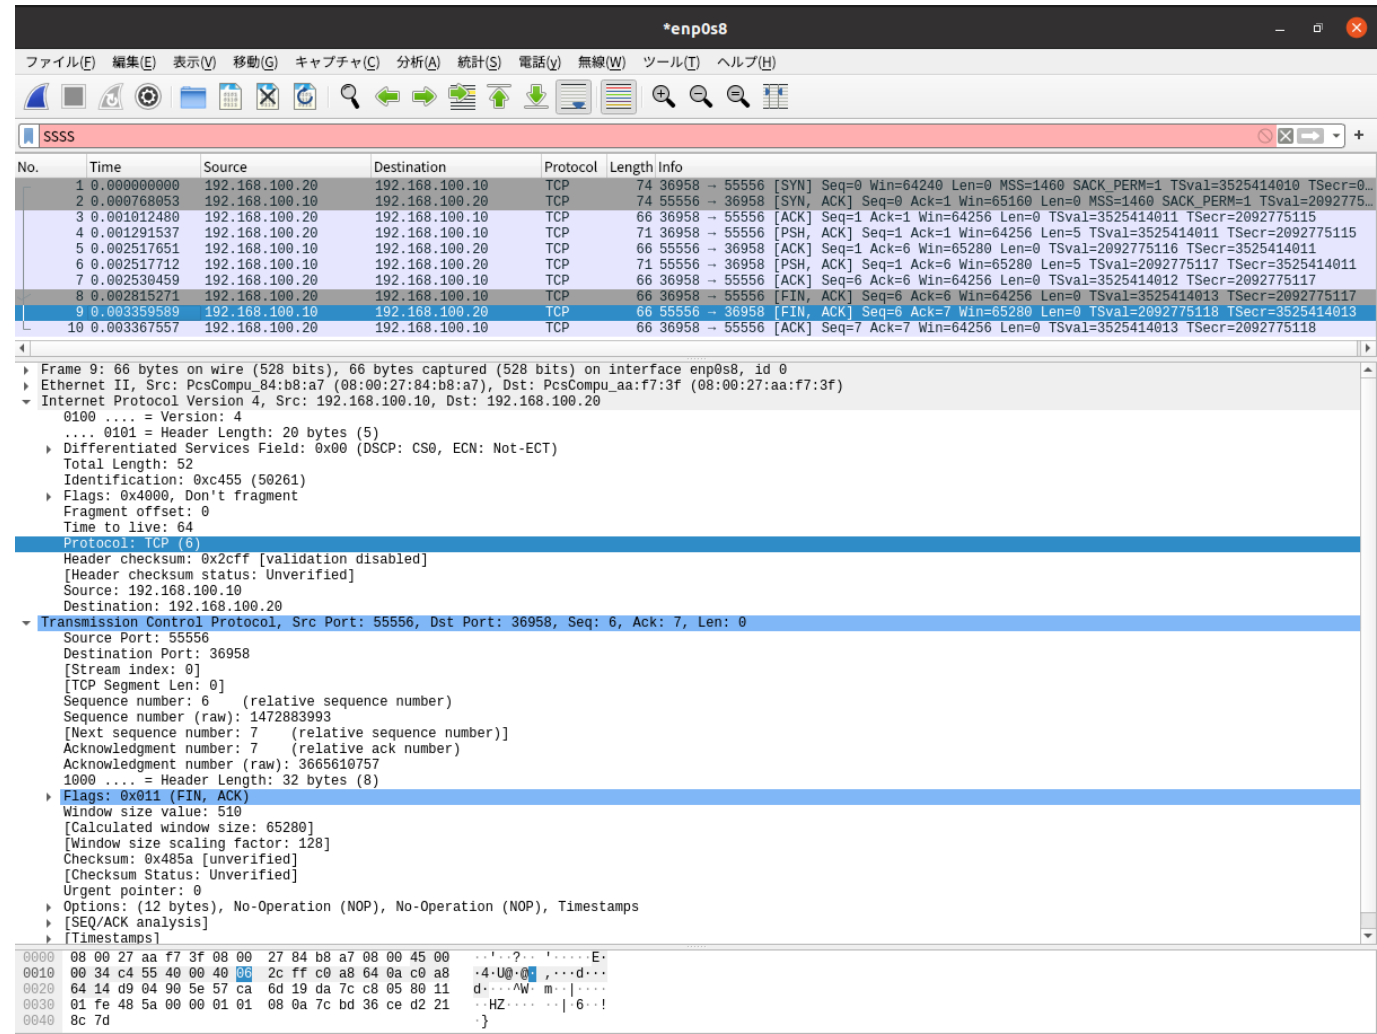 *enp0s8
ファイル(F) 編集(E) 表示(V) 移動(G) キャプチャ(C) 分析(A) 統計(S) 電話(y) 無線(W) ツール(T) ヘルプ(H)
ssss
No. Time Source Destination Protocol Length Info
1 0.000000000 192.168.100.20 192.168.100.10 TCP 74 36958 → 55556 [SYN] Seq=0 Win=64240 Len=0 MSS=1460 SACK_PERM=1 TSval=3525414010 TSecr=0…
2 0.000768053 192.168.100.10 192.168.100.20 TCP 74 55556 → 36958 [SYN, ACK] Seq=0 Ack=1 Win=65160 Len=0 MSS=1460 SACK_PERM=1 TSval=2092775…
3 0.001012480 192.168.100.20 192.168.100.10 TCP 66 36958 → 55556 [ACK] Seq=1 Ack=1 Win=64256 Len=0 TSval=3525414011 TSecr=2092775115
4 0.001291537 192.168.100.20 192.168.100.10 TCP 71 36958 → 55556 [PSH, ACK] Seq=1 Ack=1 Win=64256 Len=5 TSval=3525414011 TSecr=2092775115
5 0.002517651 192.168.100.10 192.168.100.20 TCP 66 55556 → 36958 [ACK] Seq=1 Ack=6 Win=65280 Len=0 TSval=2092775116 TSecr=3525414011
6 0.002517712 192.168.100.10 192.168.100.20 TCP 71 55556 → 36958 [PSH, ACK] Seq=1 Ack=6 Win=65280 Len=5 TSval=2092775117 TSecr=3525414011
7 0.002530459 192.168.100.20 192.168.100.10 TCP 66 36958 → 55556 [ACK] Seq=6 Ack=6 Win=64256 Len=0 TSval=3525414012 TSecr=2092775117
8 0.002815271 192.168.100.20 192.168.100.10 TCP 66 36958 → 55556 [FIN, ACK] Seq=6 Ack=6 Win=64256 Len=0 TSval=3525414013 TSecr=2092775117
9 0.003359589 192.168.100.10 192.168.100.20 TCP 66 55556 → 36958 [FIN, ACK] Seq=6 Ack=7 Win=65280 Len=0 TSval=2092775118 TSecr=3525414013
10 0.003367557 192.168.100.20 192.168.100.10 TCP 66 36958 → 55556 [ACK] Seq=7 Ack=7 Win=64256 Len=0 TSval=3525414013 TSecr=2092775118
Frame 9: 66 bytes on wire (528 bits), 66 bytes captured (528 bits) on interface enp0s8, id 0
Ethernet II, Src: PcsCompu_84:b8:a7 (08:00:27:84:b8:a7), Dst: PcsCompu_aa:f7:3f (08:00:27:aa:f7:3f)
Internet Protocol Version 4, Src: 192.168.100.10, Dst: 192.168.100.20
0100 .... = Version: 4
.... 0101 = Header Length: 20 bytes (5)
Differentiated Services Field: 0x00 (DSCP: CS0, ECN: Not-ECT)
Total Length: 52
Identification: 0xc455 (50261)
Flags: 0x4000, Don't fragment
Fragment offset: 0
Time to live: 64
Protocol: TCP (6)
Header checksum: 0x2cff [validation disabled]
[Header checksum status: Unverified]
Source: 192.168.100.10
Destination: 192.168.100.20
Transmission Control Protocol, Src Port: 55556, Dst Port: 36958, Seq: 6, Ack: 7, Len: 0
Source Port: 55556
Destination Port: 36958
[Stream index: 0]
[TCP Segment Len: 0]
Sequence number: 6 (relative sequence number)
Sequence number (raw): 1472883993
[Next sequence number: 7 (relative sequence number)]
Acknowledgment number: 7 (relative ack number)
Acknowledgment number (raw): 3665610757
1000 .... = Header Length: 32 bytes (8)
Flags: 0x011 (FIN, ACK)
Window size value: 510
[Calculated window size: 65280]
[Window size scaling factor: 128]
Checksum: 0x485a [unverified]
[Checksum Status: Unverified]
Urgent pointer: 0
Options: (12 bytes), No-Operation (NOP), No-Operation (NOP), Timestamps
[SEQ/ACK analysis]
[Timestamps]
0000 08 00 27 aa f7 3f 08 00 27 84 b8 a7 08 00 45 00 ··'··?·· '·····E·
0010 00 34 c4 55 40 00 40 06 2c ff c0 a8 64 0a c0 a8 ·4·U@·@· ,···d···
0020 64 14 d9 04 90 5e 57 ca 6d 19 da 7c c8 05 80 11 d····^W· m··|····
0030 01 fe 48 5a 00 00 01 01 08 0a 7c bd 36 ce d2 21 ··HZ···· ··|·6··!
0040 8c 7d ·}